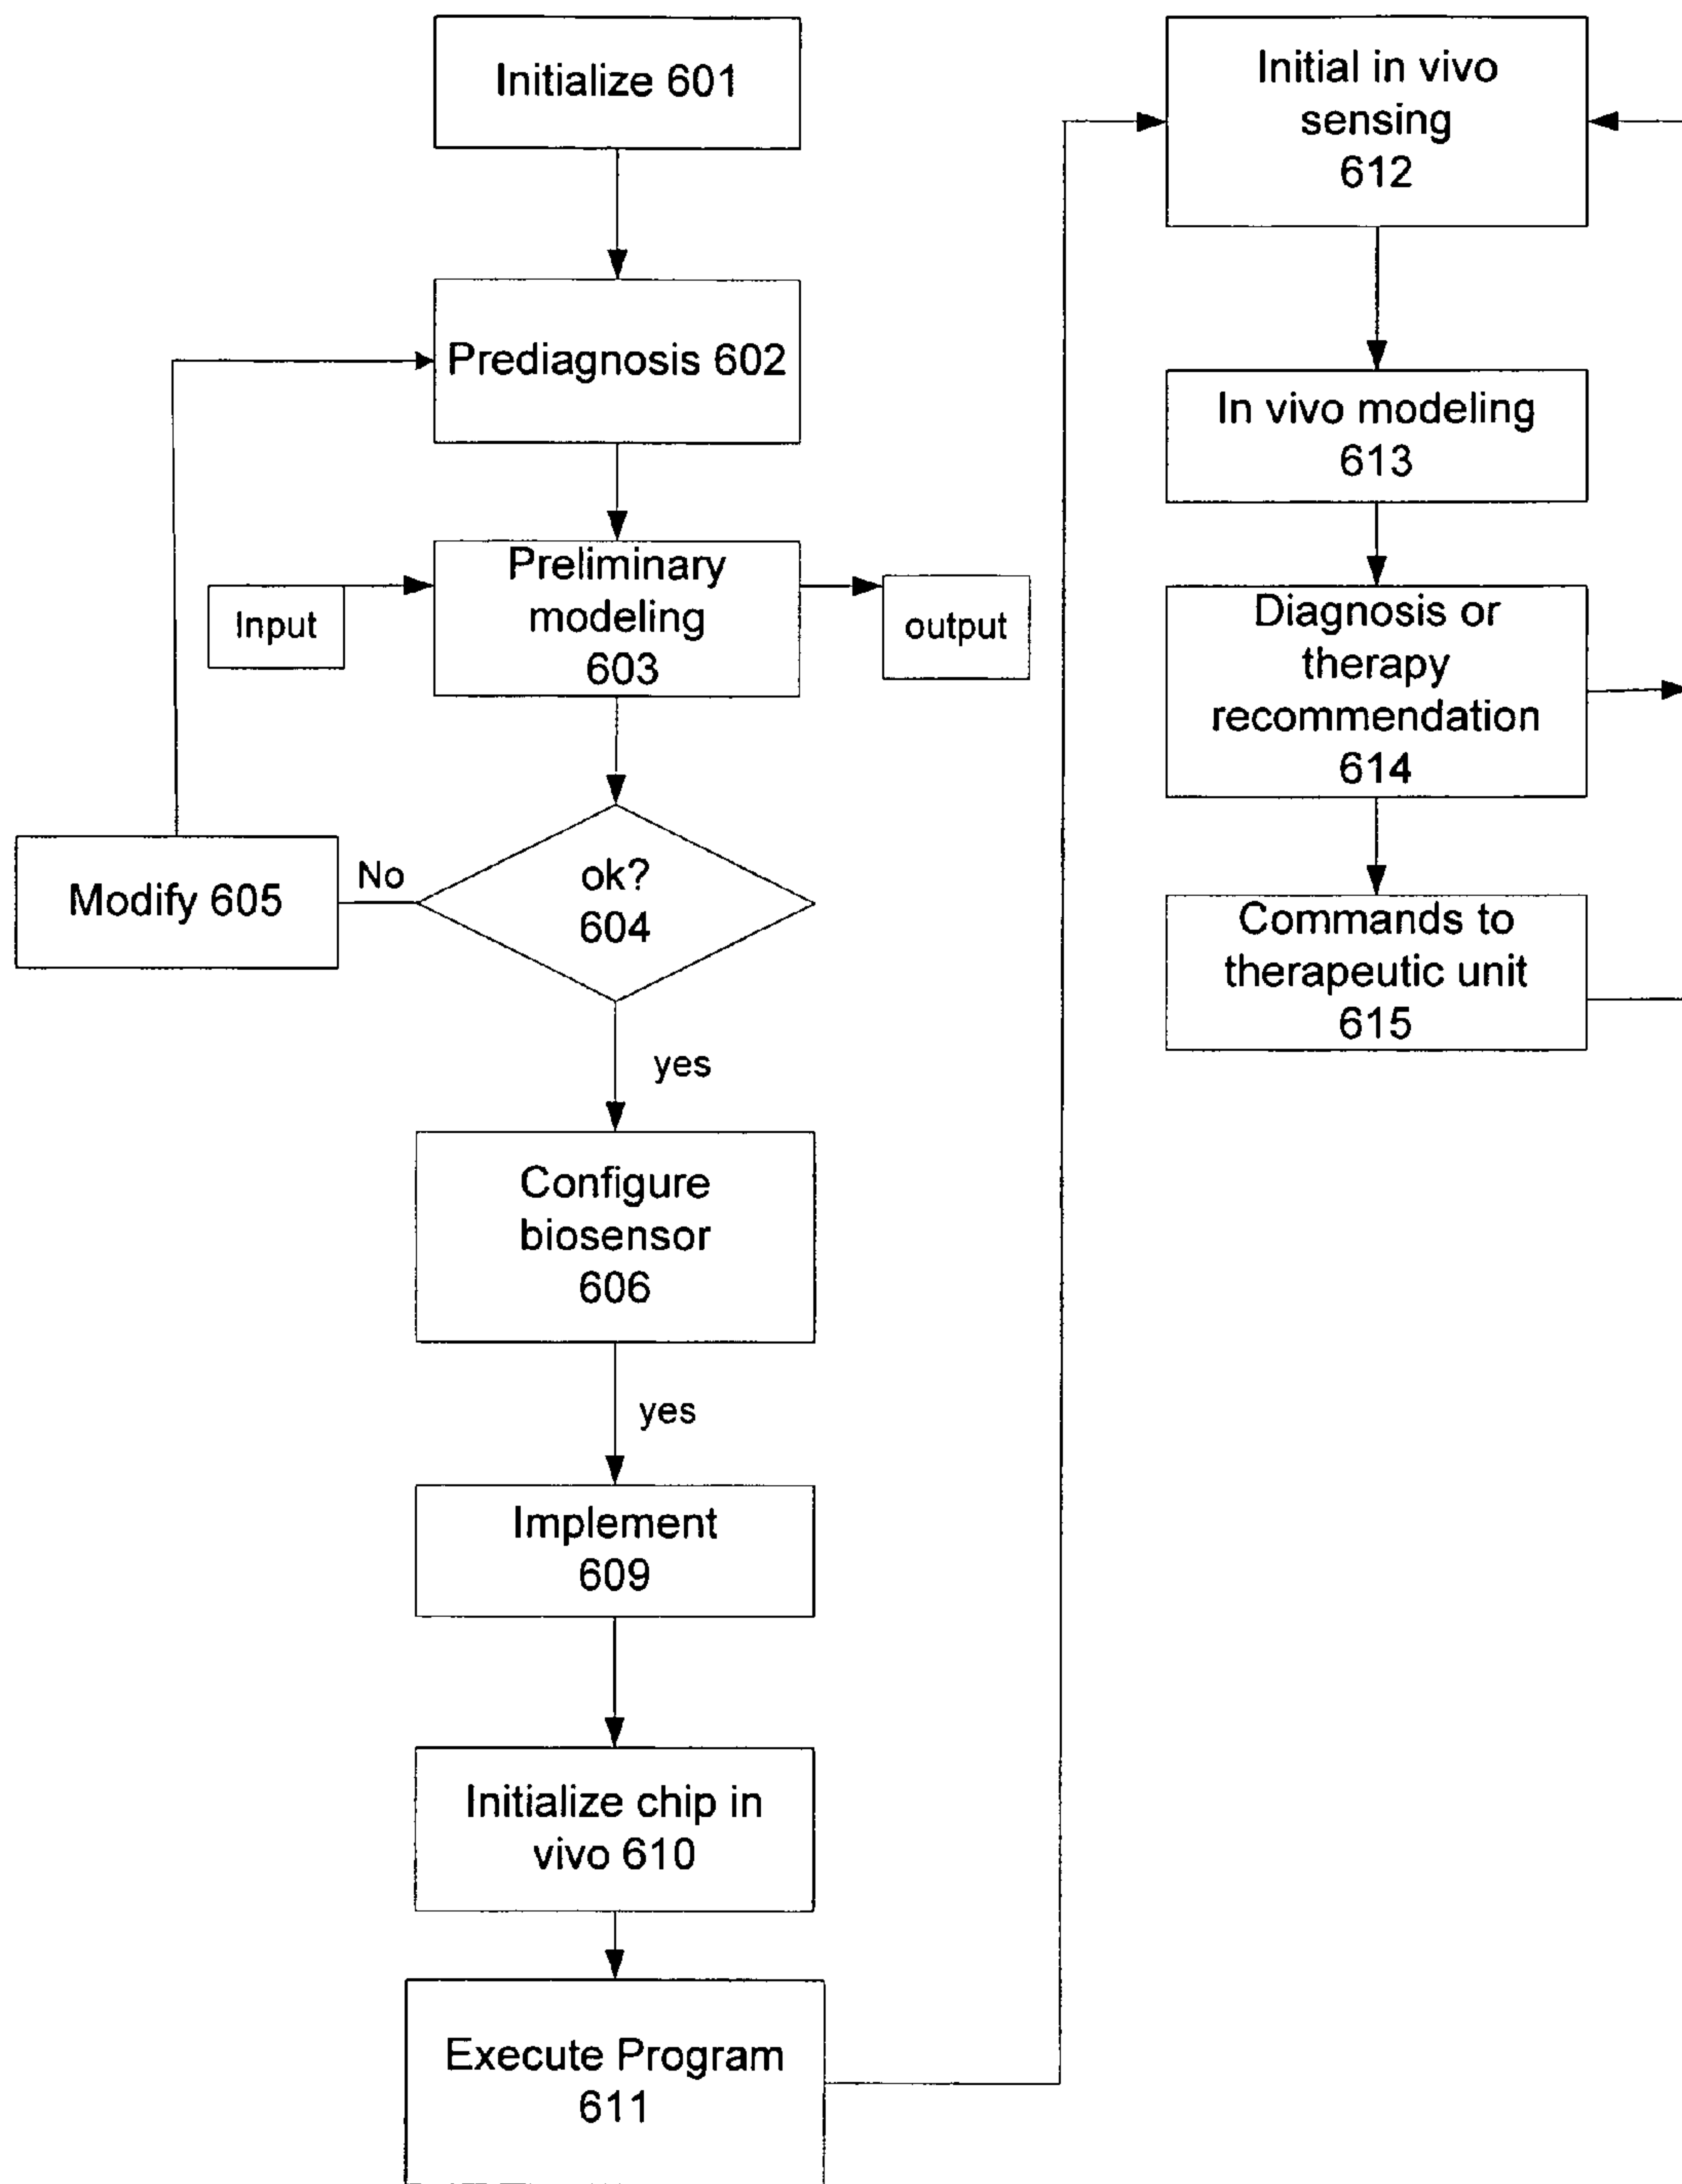 Initialize 601
Prediagnosis 602
Input
Preliminary
modeling
603
output
ok?
604
No
Modify 605
yes
Configure
biosensor
606
yes
Implement
609
Initialize chip in
vivo 610
Execute Program
611
Initial in vivo
sensing
612
In vivo modeling
613
Diagnosis or
therapy
recommendation
614
Commands to
therapeutic unit
615